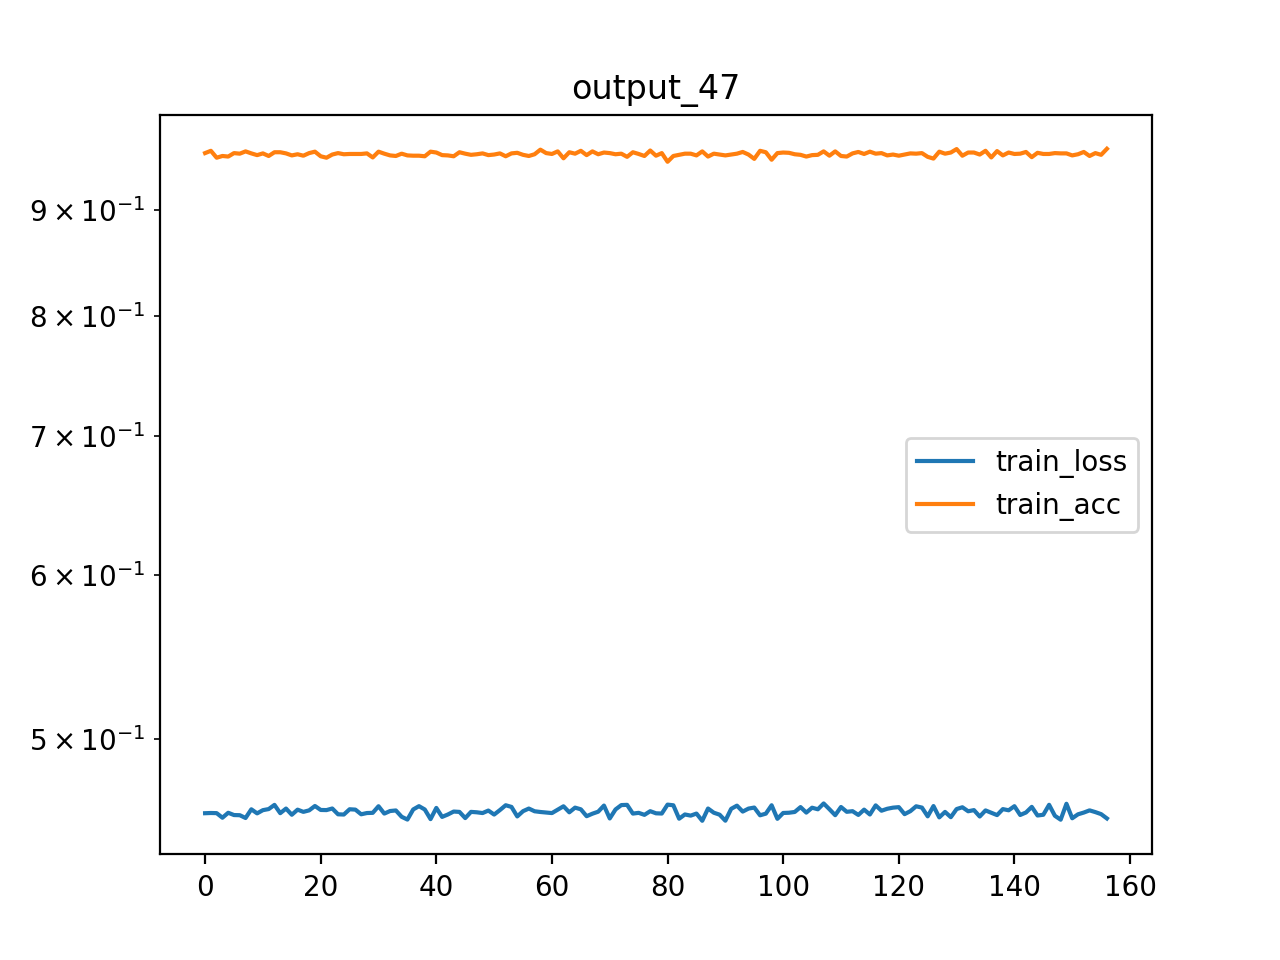 output_47
9 × 10⁻¹
8 × 10⁻¹
7 × 10⁻¹
6 × 10⁻¹
5 × 10⁻¹
train_loss
train_acc
0 20 40 60 80 100 120 140 160